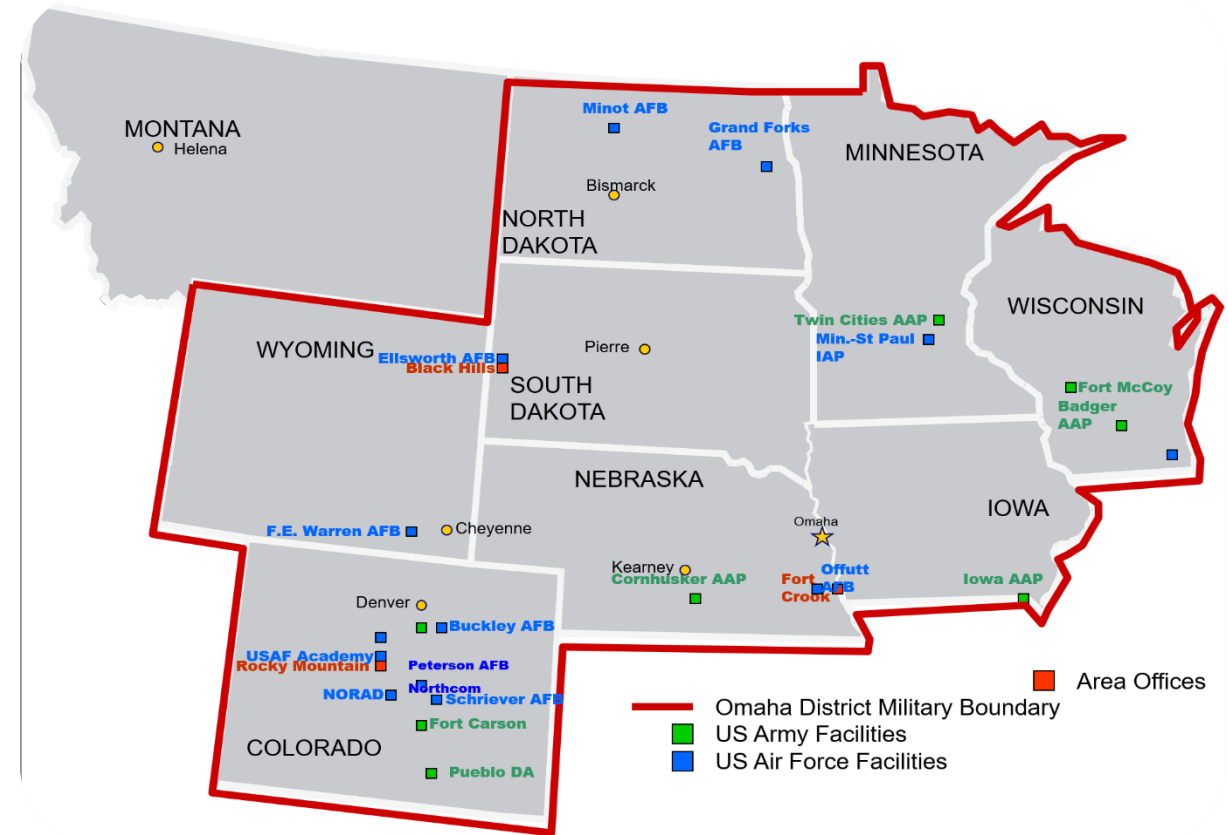 Minot AFB
Grand Forks
AFB
MONTANA
Helena
MINNESOTA
Bismarck
NORTH
DAKOTA
WISCONSIN
Twin Cities AAP
Min.-St Paul
IAP
WYOMING
Pierre
Ellsworth AFB
Black Hills
SOUTH
DAKOTA
Fort McCoy
Badger
AAP
NEBRASKA
IOWA
Omaha
F.E. Warren AFB
Cheyenne
Kearney
Cornhusker AAP
Fort
Crook
Offutt
AFB
Iowa AAP
Denver
Buckley AFB
USAF Academy
Rocky Mountain
Peterson AFB
Northcom
NORAD
Schriever AFB
Fort Carson
COLORADO
Pueblo DA
Area Offices
Omaha District Military Boundary
US Army Facilities
US Air Force Facilities